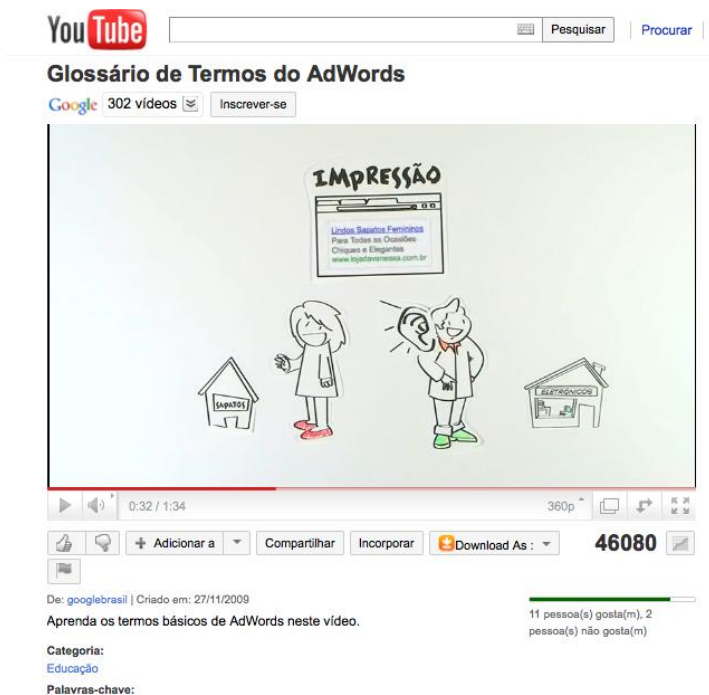 YouTube Pesquisar Procurar
Glossário de Termos do AdWords
Google 302 vídeos Inscrever-se
IMPRESSÃO
Lindos Sapatos Femininos
Para Todas as Ocasiões
Chiques e Elegantes
www.lojadavanessa.com.br
SAPATOS
ELETRÔNICOS
0:32 / 1:34 360p
Adicionar a Compartilhar Incorporar Download As : 46080
De: googlebrasil | Criado em: 27/11/2009
Aprenda os termos básicos de AdWords neste vídeo.
11 pessoa(s) gosta(m), 2
pessoa(s) não gosta(m)
Categoria:
Educação
Palavras-chave: